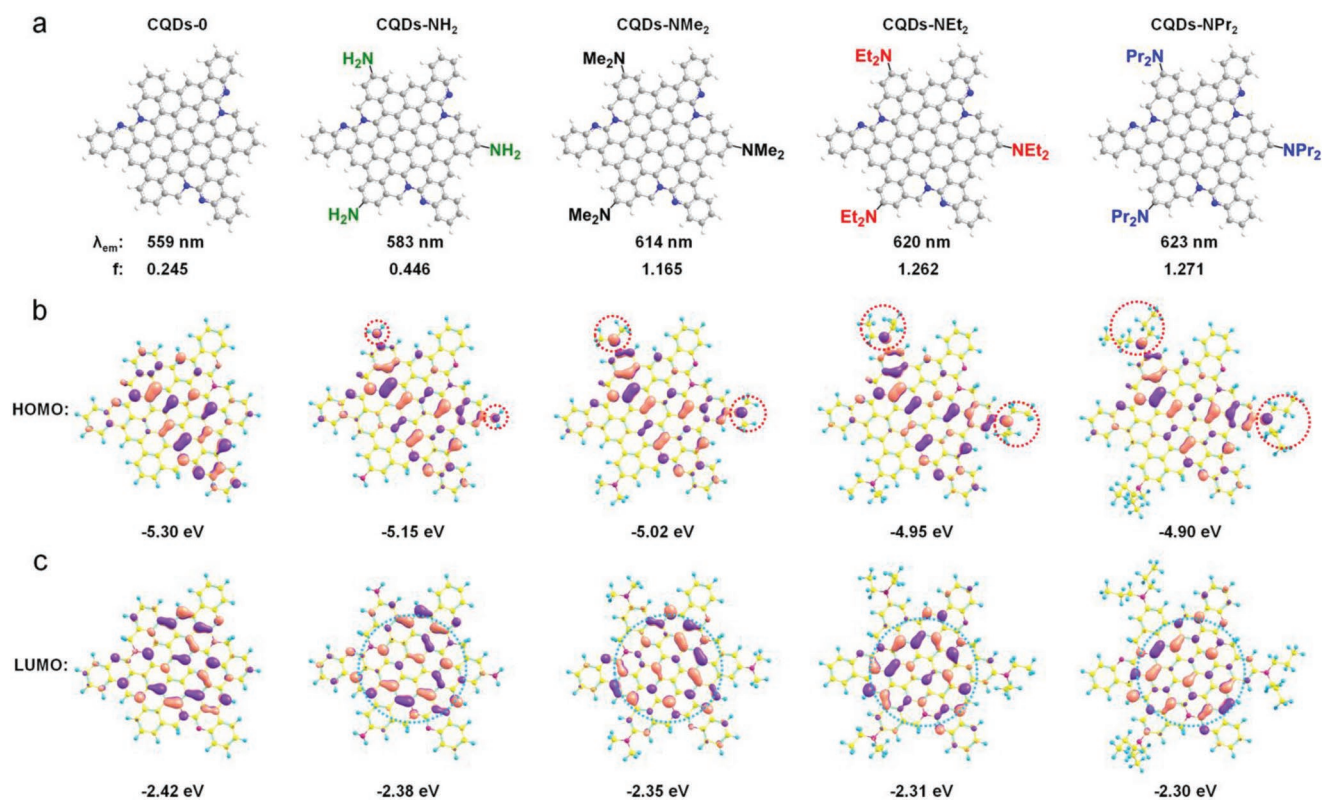 a
CQDs-0 CQDs-NH₂ CQDs-NMe₂ CQDs-NEt₂ CQDs-NPr₂
H₂N Me₂N Et₂N Pr₂N
NH₂ NMe₂ NEt₂ NPr₂
H₂N Me₂N Et₂N Pr₂N
λem: 559 nm 583 nm 614 nm 620 nm 623 nm
f: 0.245 0.446 1.165 1.262 1.271
b
HOMO:
-5.30 eV -5.15 eV -5.02 eV -4.95 eV -4.90 eV
c
LUMO:
-2.42 eV -2.38 eV -2.35 eV -2.31 eV -2.30 eV